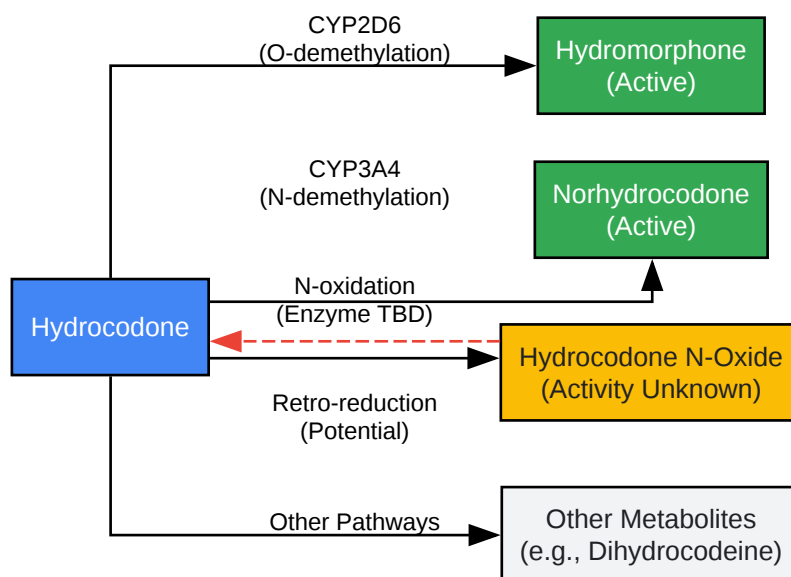 CYP2D6
(O-demethylation)
Hydromorphone
(Active)
CYP3A4
(N-demethylation)
Norhydrocodone
(Active)
N-oxidation
(Enzyme TBD)
Hydrocodone
Hydrocodone N-Oxide
(Activity Unknown)
Retro-reduction
(Potential)
Other Pathways
Other Metabolites
(e.g., Dihydrocodeine)